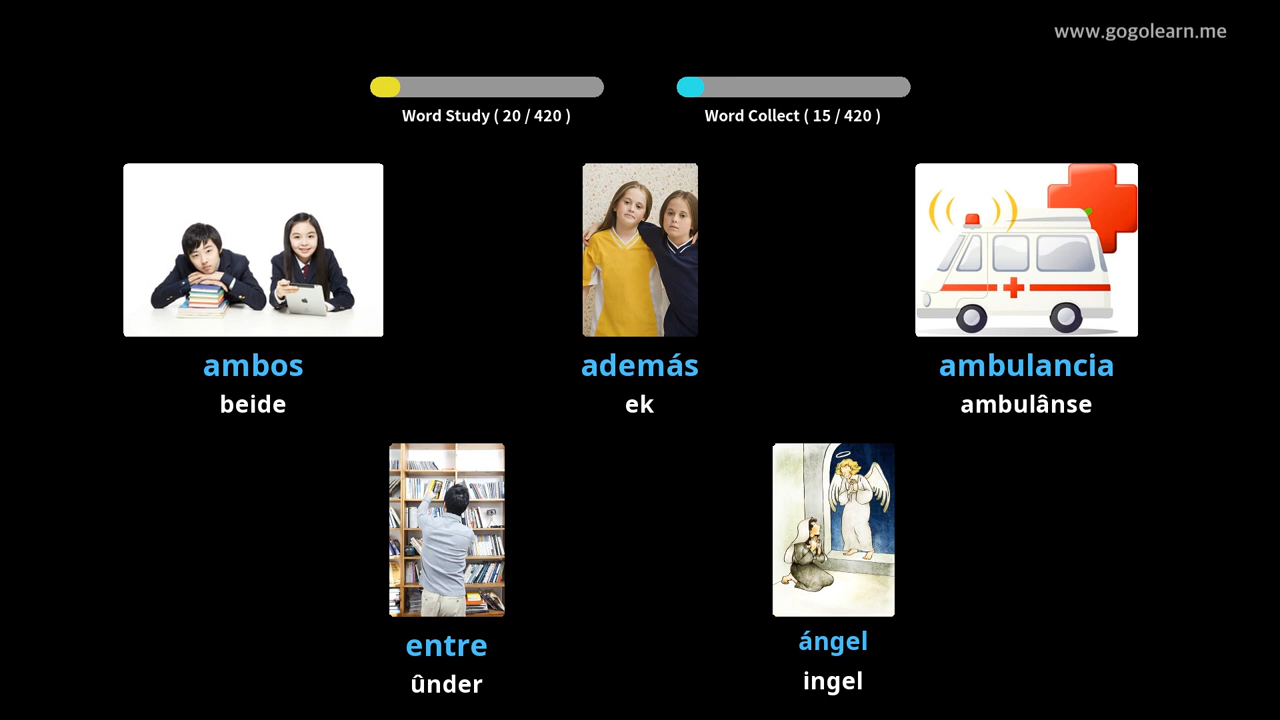 www.gogolearn.me
Word Study ( 20 / 420 )
Word Collect ( 15 / 420 )
ambos
beide
además
ek
ambulancia
ambulânse
entre
ûnder
ángel
ingel